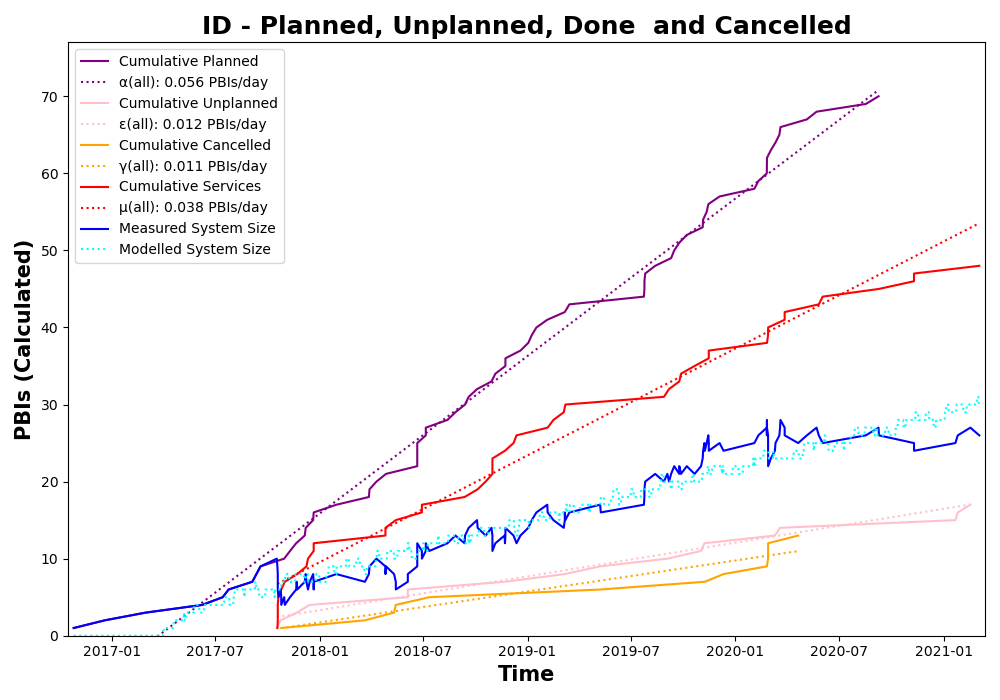 ID - Planned, Unplanned, Done  and Cancelled
Cumulative Planned
α(all): 0.056 PBIs/day
Cumulative Unplanned
ε(all): 0.012 PBIs/day
Cumulative Cancelled
γ(all): 0.011 PBIs/day
Cumulative Services
μ(all): 0.038 PBIs/day
Measured System Size
Modelled System Size
PBIs (Calculated)
70
60
50
40
30
20
10
0
2017-01 2017-07 2018-01 2018-07 2019-01 2019-07 2020-01 2020-07 2021-01
Time